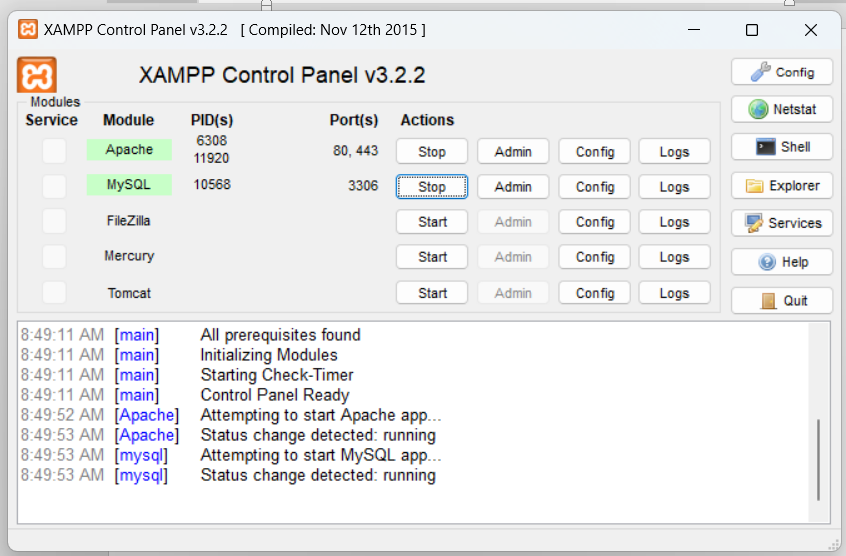 XAMPP Control Panel v3.2.2 [ Compiled: Nov 12th 2015 ]
XAMPP Control Panel v3.2.2
Config
Modules
Service Module PID(s) Port(s) Actions
Netstat
Apache 6308 11920 80, 443 Stop Admin Config Logs
Shell
MySQL 10568 3306 Stop Admin Config Logs
Explorer
FileZilla Start Admin Config Logs
Services
Mercury Start Admin Config Logs
Help
Tomcat Start Admin Config Logs
Quit
8:49:11 AM [main] All prerequisites found
8:49:11 AM [main] Initializing Modules
8:49:11 AM [main] Starting Check-Timer
8:49:11 AM [main] Control Panel Ready
8:49:52 AM [Apache] Attempting to start Apache app...
8:49:53 AM [Apache] Status change detected: running
8:49:53 AM [mysql] Attempting to start MySQL app...
8:49:53 AM [mysql] Status change detected: running